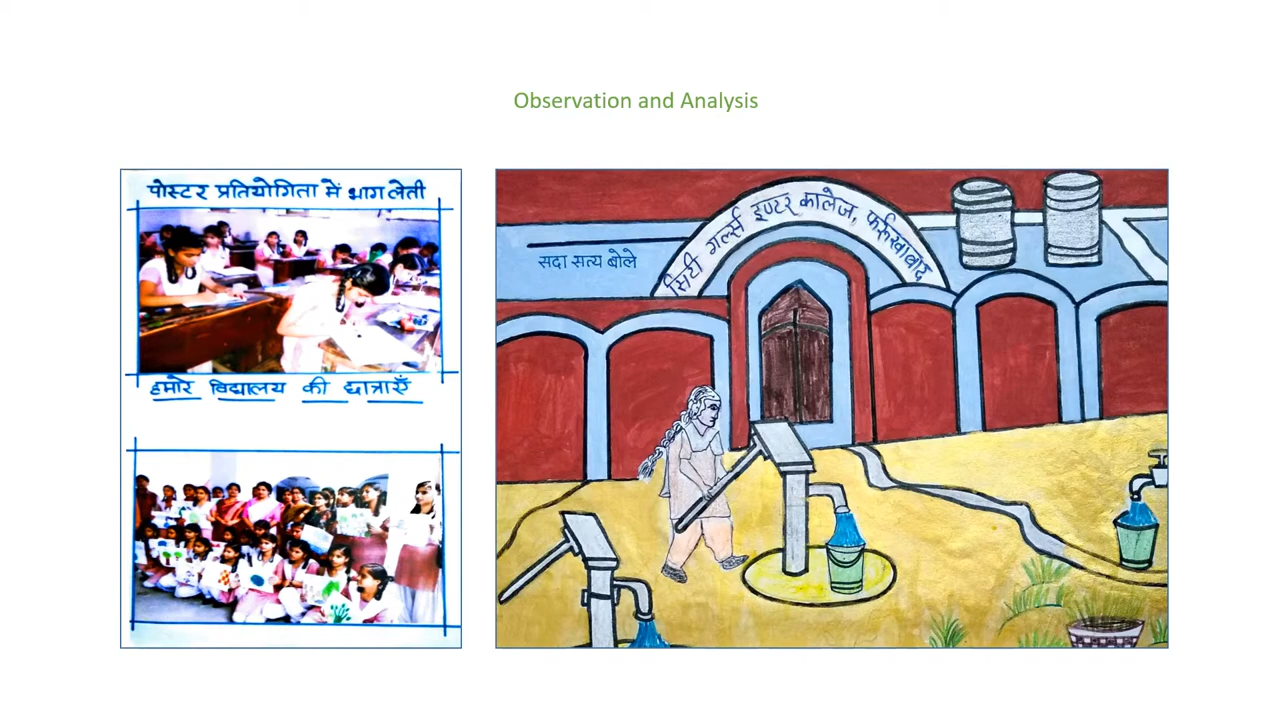 Observation and Analysis
पोस्टर प्रतियोगिता में भाग लेती
हमारे विद्यालय की छात्राएँ
सिटी गर्ल्स इण्टर कालेज, फर्रुखाबाद
सदा सत्य बोले